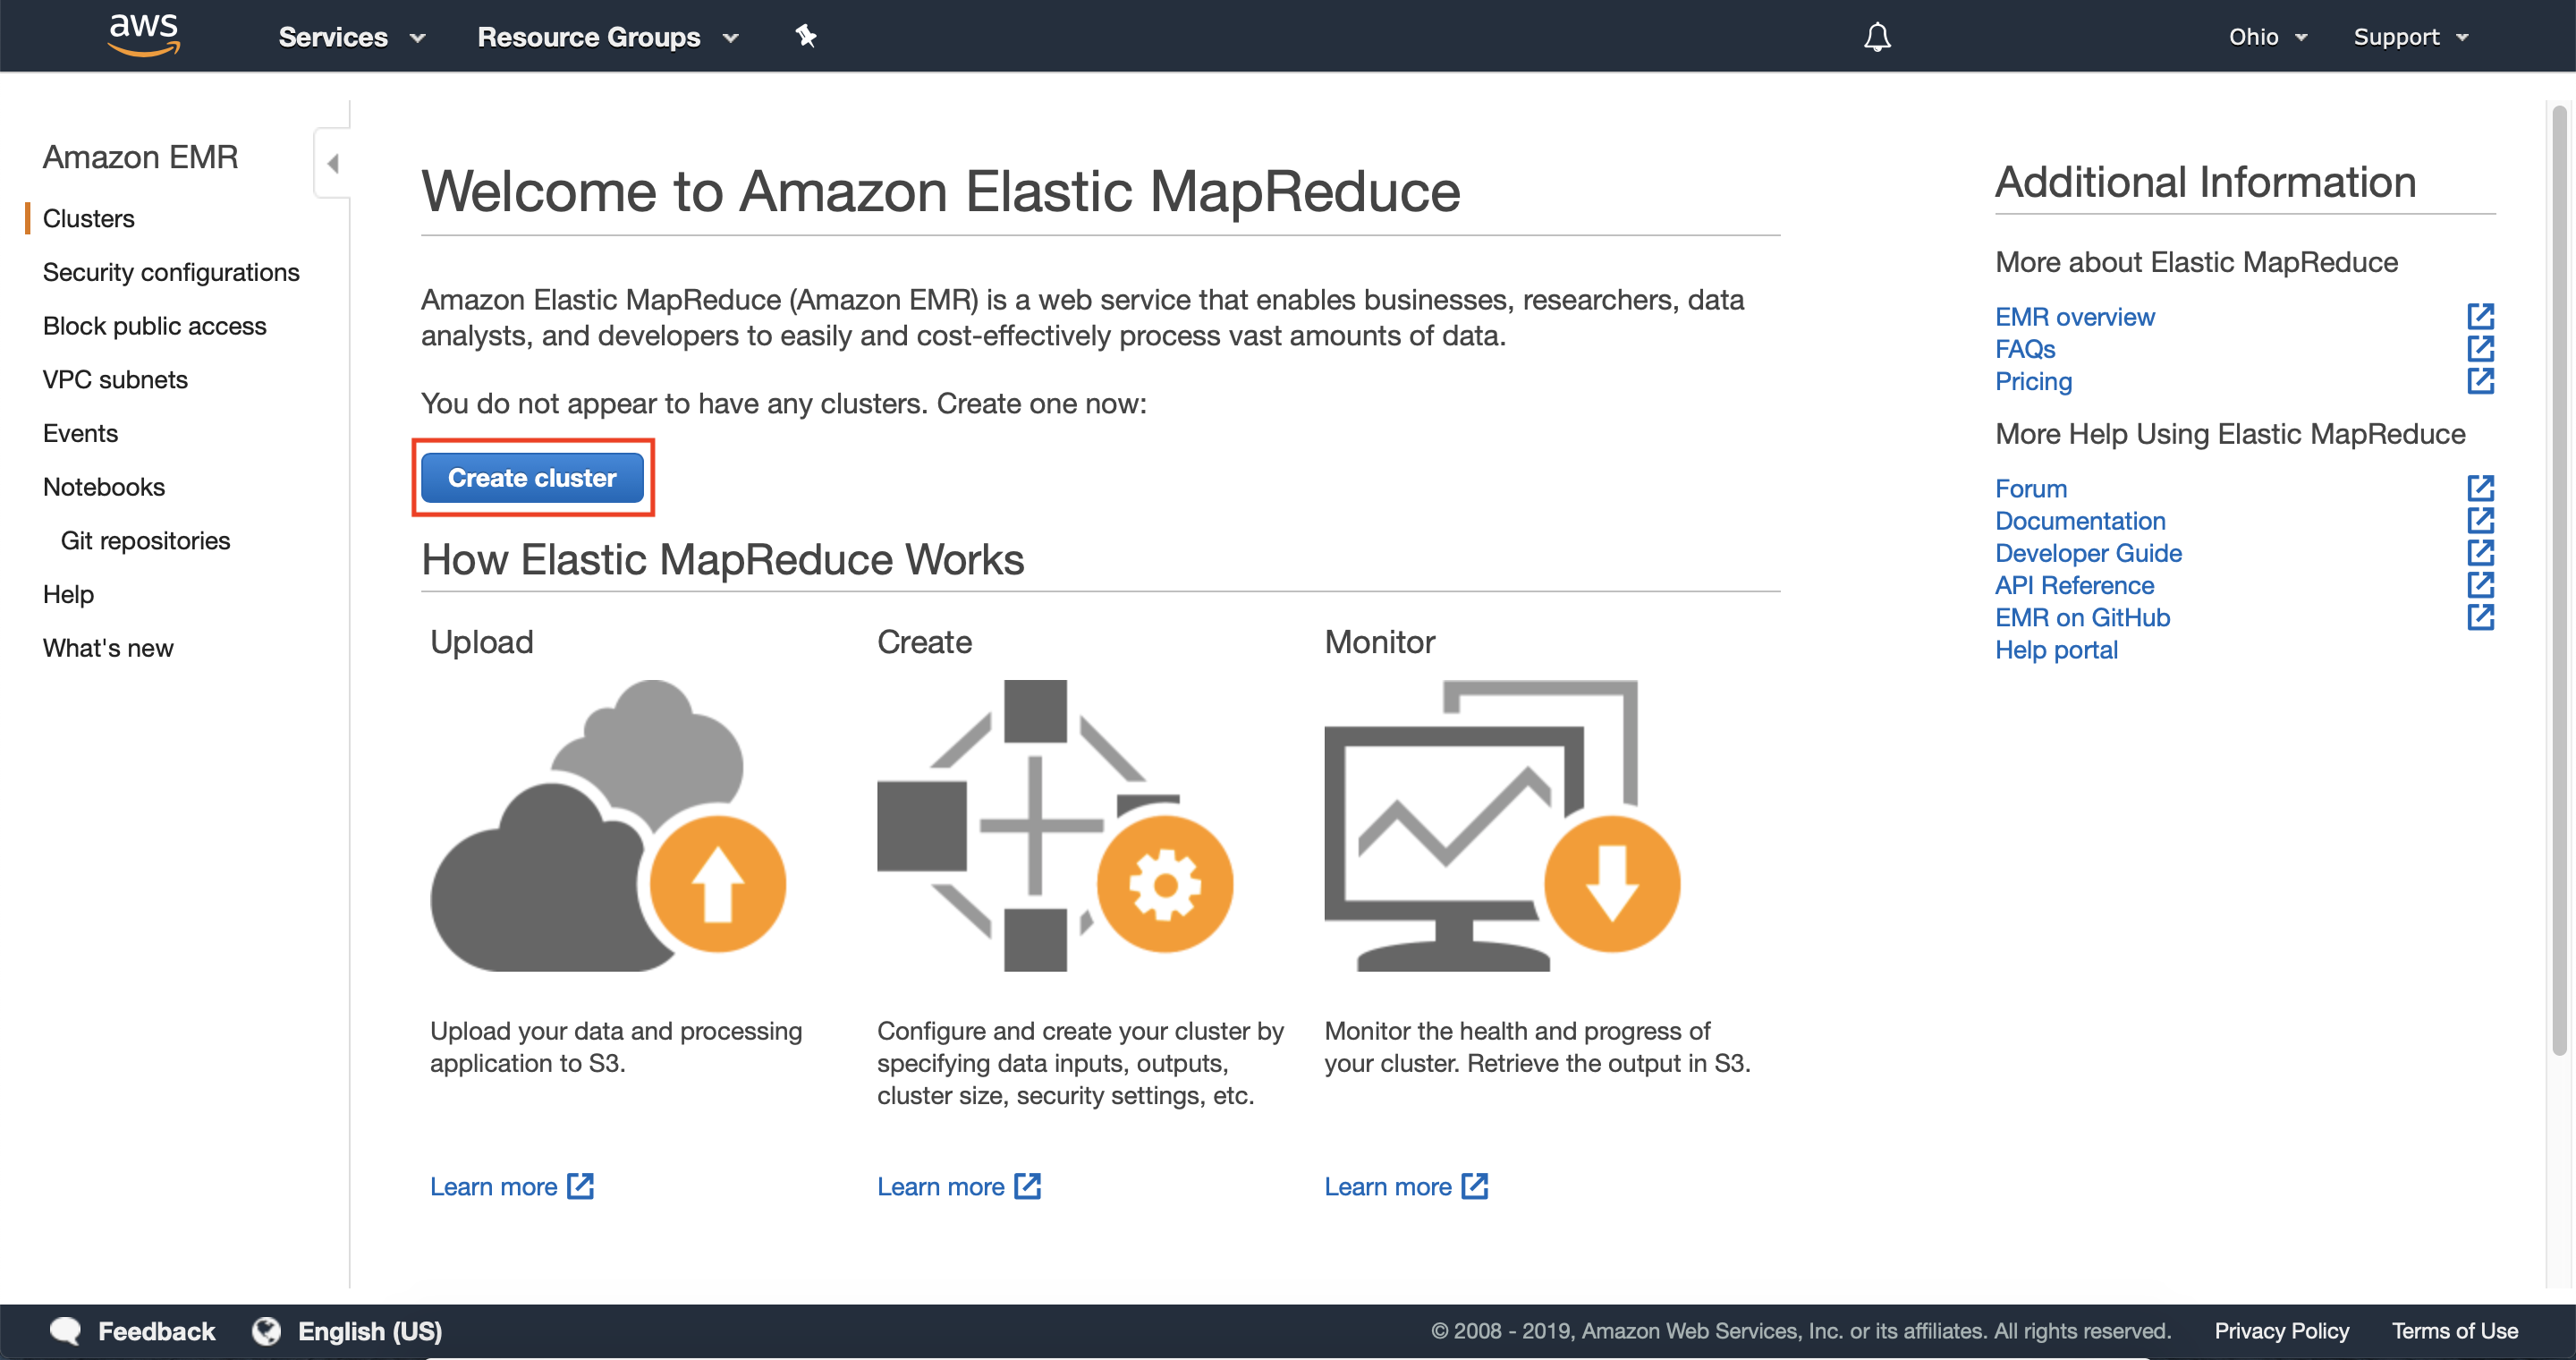 aws
Services
Resource Groups
Ohio
Support
Amazon EMR
Clusters
Security configurations
Block public access
VPC subnets
Events
Notebooks
Git repositories
Help
What's new
Welcome to Amazon Elastic MapReduce
Amazon Elastic MapReduce (Amazon EMR) is a web service that enables businesses, researchers, data
analysts, and developers to easily and cost-effectively process vast amounts of data.
You do not appear to have any clusters. Create one now:
Create cluster
How Elastic MapReduce Works
Upload
Upload your data and processing
application to S3.
Learn more
Create
Configure and create your cluster by
specifying data inputs, outputs,
cluster size, security settings, etc.
Learn more
Monitor
Monitor the health and progress of
your cluster. Retrieve the output in S3.
Learn more
Additional Information
More about Elastic MapReduce
EMR overview
FAQs
Pricing
More Help Using Elastic MapReduce
Forum
Documentation
Developer Guide
API Reference
EMR on GitHub
Help portal
Feedback
English (US)
© 2008 - 2019, Amazon Web Services, Inc. or its affiliates. All rights reserved.
Privacy Policy
Terms of Use